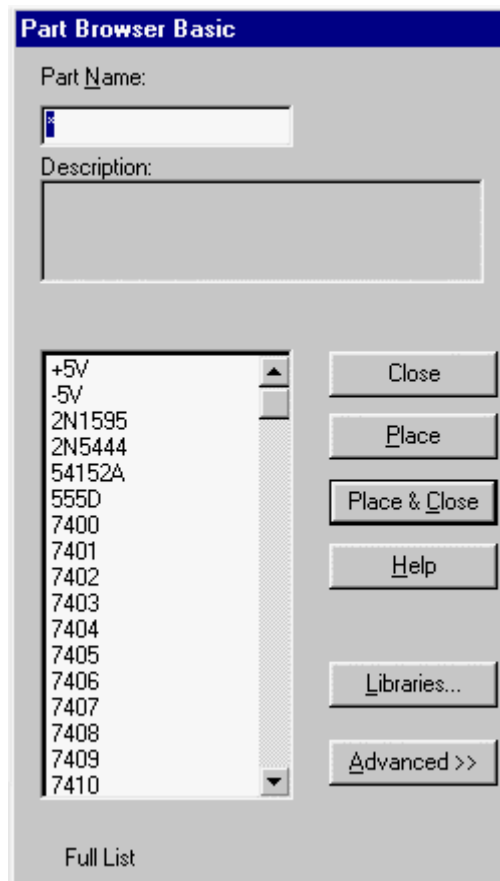 Part Browser Basic
Part Name:
*
Description:
+5V
-5V
2N1595
2N5444
54152A
555D
7400
7401
7402
7403
7404
7405
7406
7407
7408
7409
7410
Close
Place
Place & Close
Help
Libraries...
Advanced >>
Full List